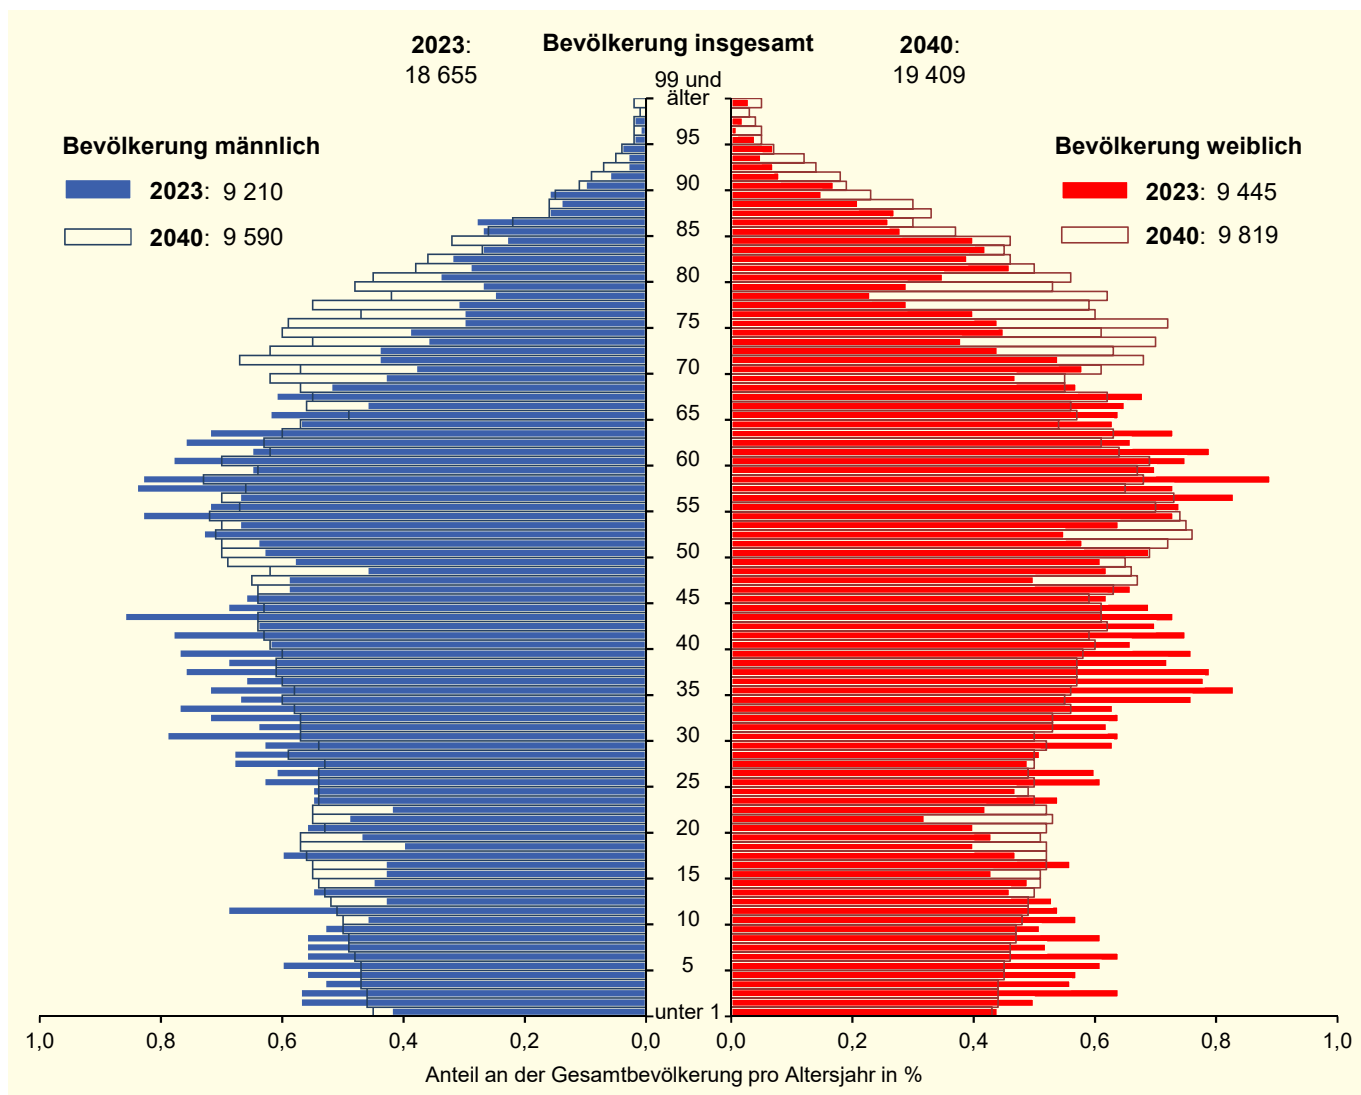 2023: Bevölkerung insgesamt 2040:
18 655 19 409
99 und
älter
Bevölkerung männlich
2023: 9 210
2040: 9 590
Bevölkerung weiblich
2023: 9 445
2040: 9 819
95
90
85
80
75
70
65
60
55
50
45
40
35
30
25
20
15
10
5
unter 1
1,0 0,8 0,6 0,4 0,2 0,0 0,0 0,2 0,4 0,6 0,8 1,0
Anteil an der Gesamtbevölkerung pro Altersjahr in %